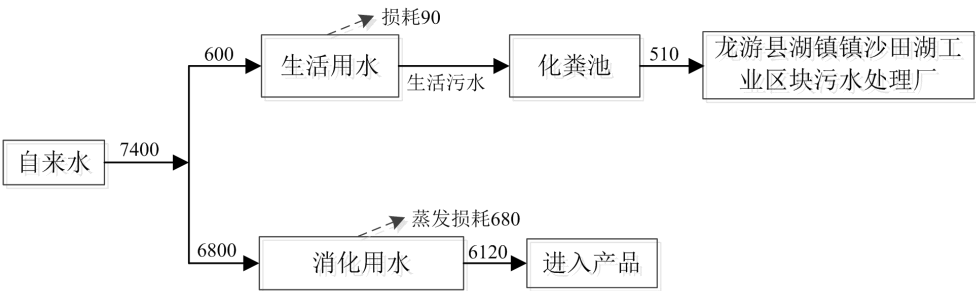 损耗90
600
生活用水
生活污水
化粪池
510
龙游县湖镇镇沙田湖工
业区块污水处理厂
自来水
7400
蒸发损耗680
6800
消化用水
6120
进入产品